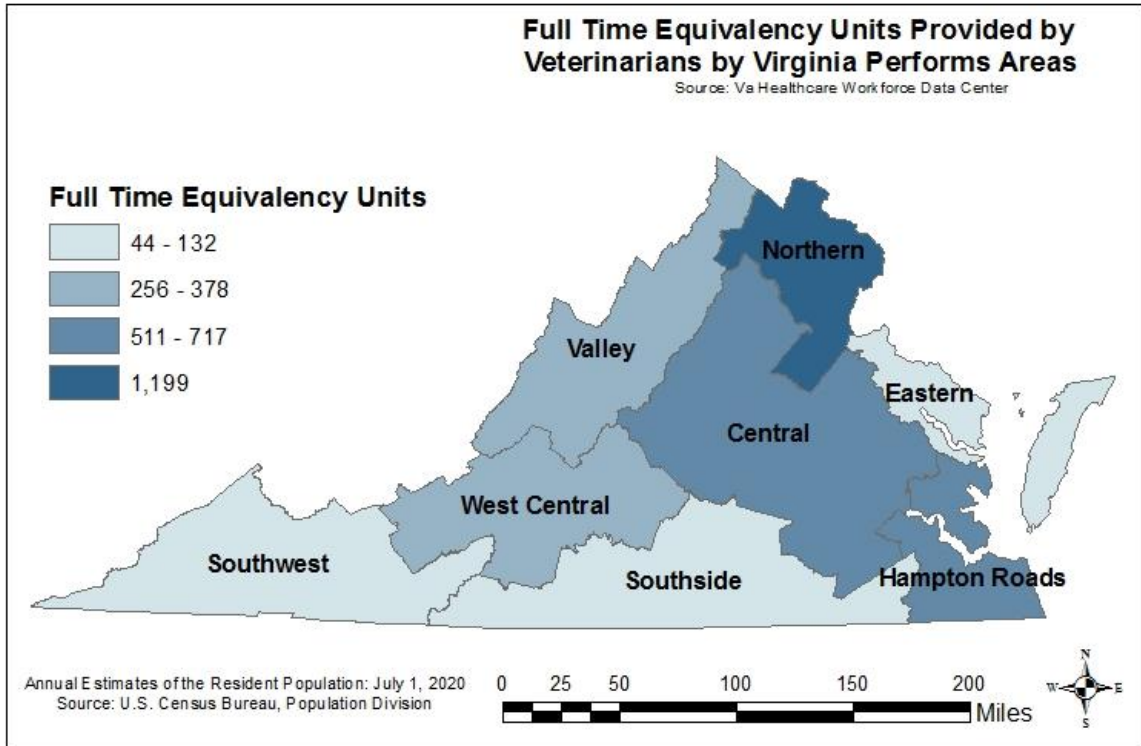 Full Time Equivalency Units Provided by
Veterinarians by Virginia Performs Areas
Source: Va Healthcare Work force Data Center
Full Time Equivalency Units
44 - 132
256 - 378
511 - 717
1,199
Northern
Valley
Eastern
Central
West Central
Southwest
Southside
Hampton Roads
Annual Estimates of the Resident Population: July 1, 2020
Source: U.S. Census Bureau, Population Division
0 25 50 100 150 200
Miles
N
W E
S